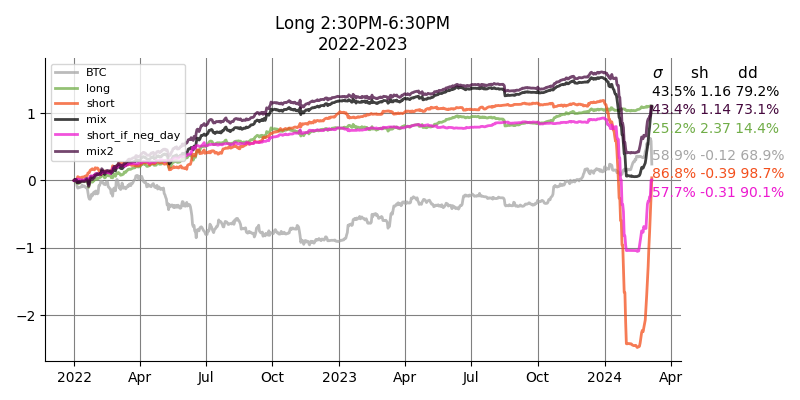 Long 2:30PM-6:30PM
2022-2023
BTC
long
short
mix
short_if_neg_day
mix2
σ sh dd
43.5% 1.16 79.2%
43.4% 1.14 73.1%
25.2% 2.37 14.4%
58.9% -0.12 68.9%
86.8% -0.39 98.7%
57.7% -0.31 90.1%
1
0
−1
−2
2022 Apr Jul Oct 2023 Apr Jul Oct 2024 Apr